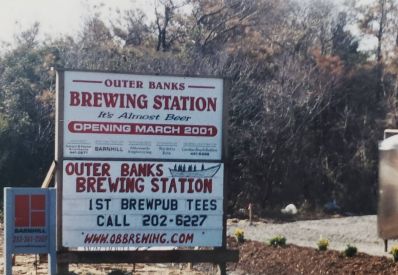 OUTER BANKS
BREWING STATION
It's Almost Beer
OPENING MARCH 2001
BARNHILL
OUTER BANKS
BREWING STATION
1ST BREWPUB TEES
CALL 202-6227
WWW.OBBREWING.COM
BARNHILL